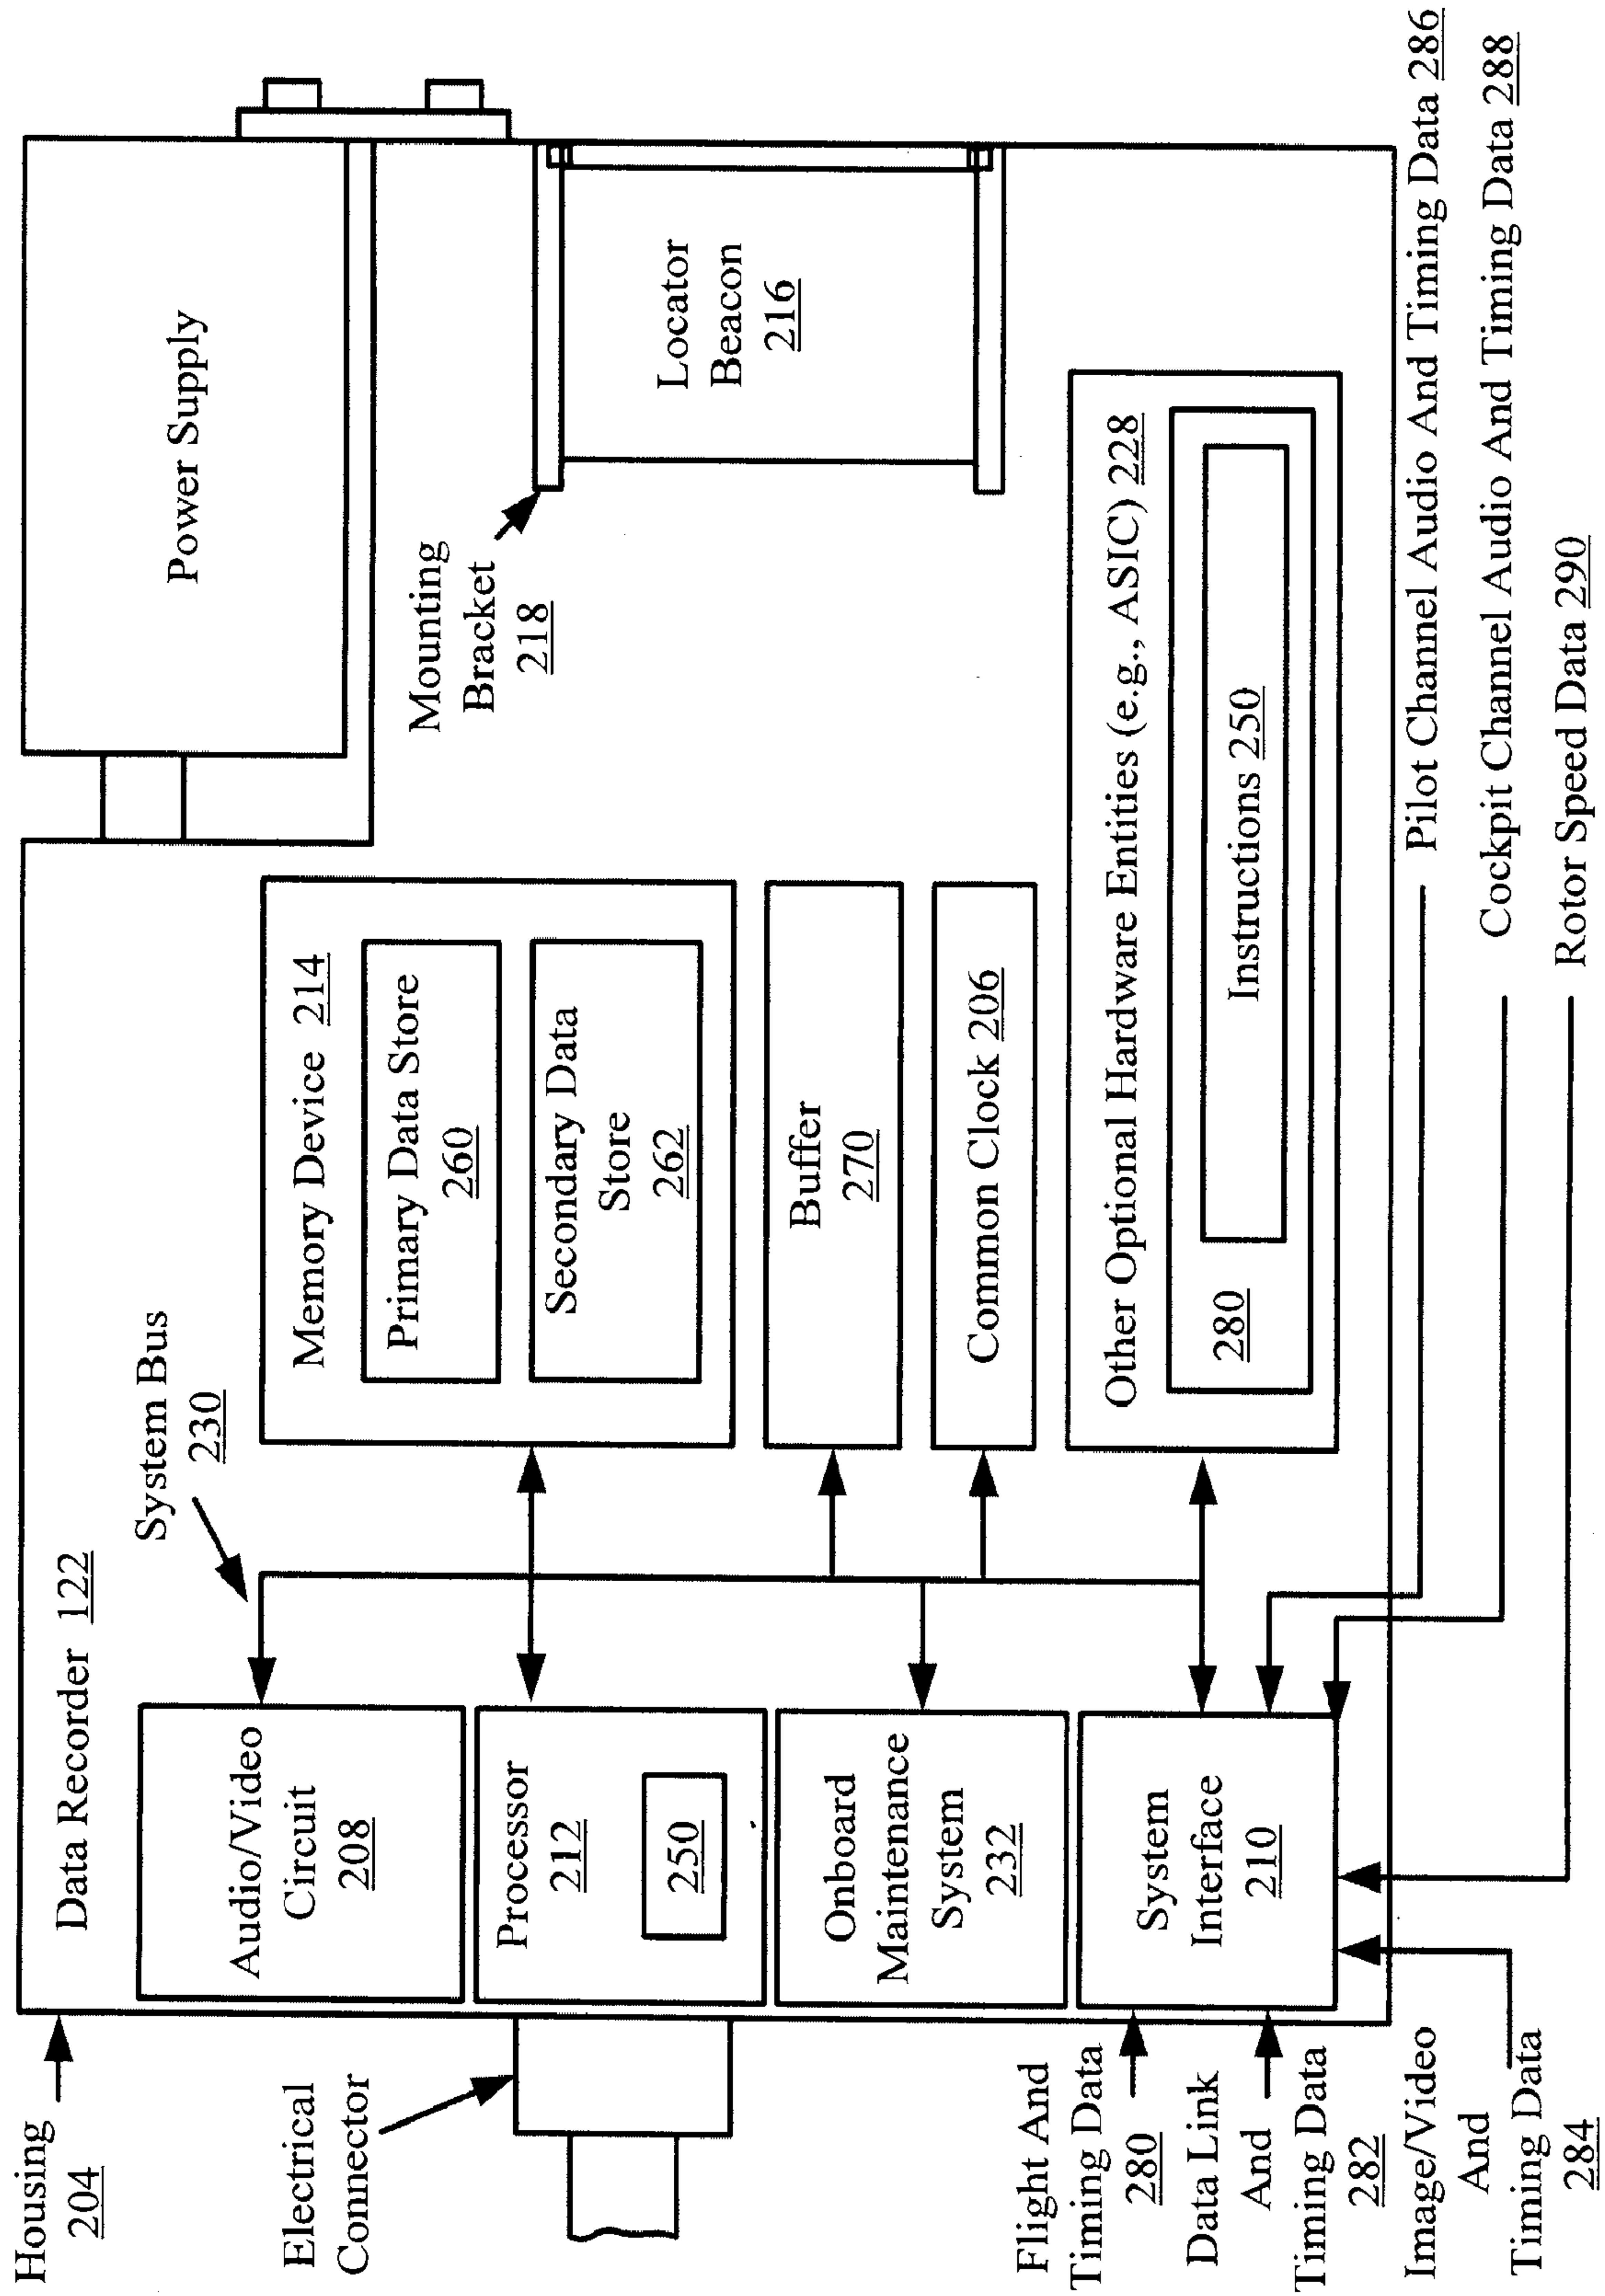 Housing
204
Data Recorder 122
System Bus
230
Power Supply
Audio/Video
Circuit
208
Memory Device 214
Primary Data Store
260
Secondary Data
Store
262
Mounting
Bracket
218
Locator
Beacon
216
Electrical
Connector
Processor
212
250
Buffer
270
Onboard
Maintenance
System
232
Common Clock 206
Other Optional Hardware Entities (e.g., ASIC) 228
Instructions 250
280
System
Interface
210
Flight And
Timing Data
280
Data Link
And
Timing Data
282
Image/Video
And
Timing Data
284
Pilot Channel Audio And Timing Data 286
Cockpit Channel Audio And Timing Data 288
Rotor Speed Data 290